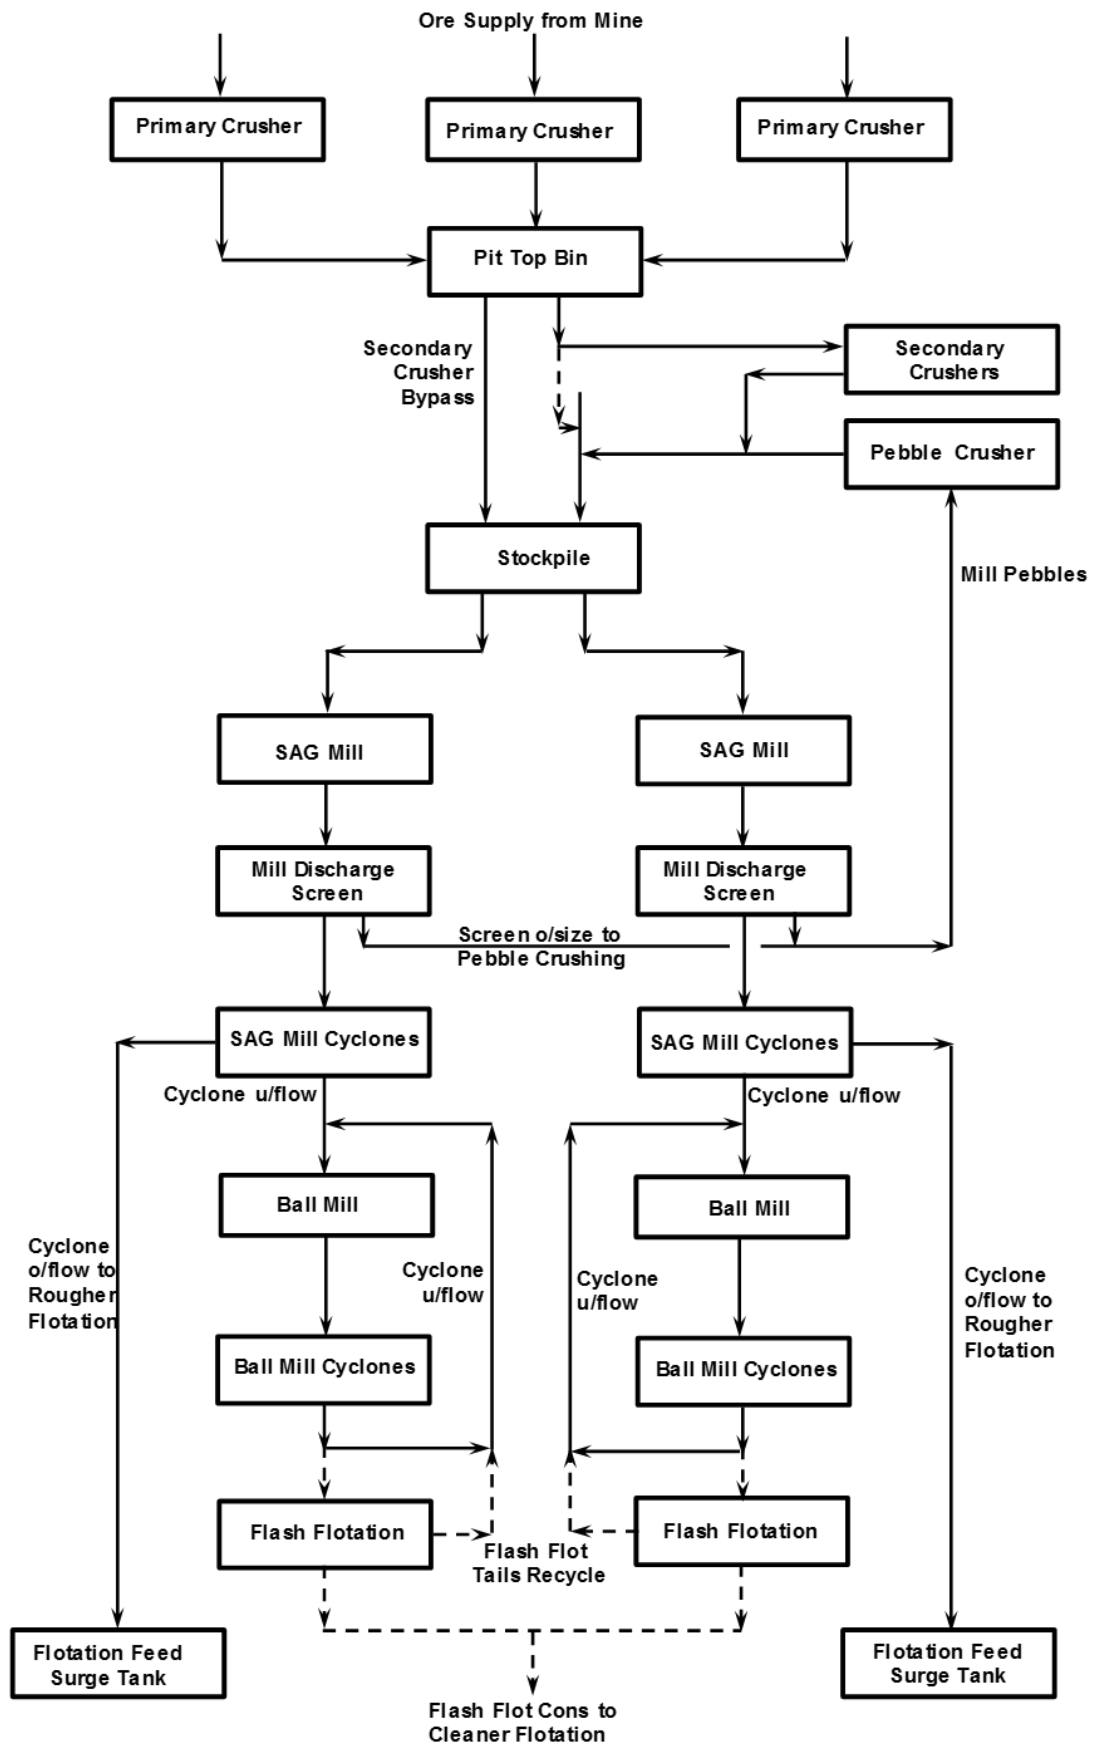 Ore Supply from Mine
Primary Crusher
Primary Crusher
Primary Crusher
Pit Top Bin
Secondary
Crusher
Bypass
Secondary
Crushers
Pebble Crusher
Stockpile
Mill Pebbles
SAG Mill
SAG Mill
Mill Discharge
Screen
Mill Discharge
Screen
Screen o/size to
Pebble Crushing
SAG Mill Cyclones
SAG Mill Cyclones
Cyclone u/flow
Cyclone u/flow
Ball Mill
Ball Mill
Cyclone
o/flow to
Rougher
Flotation
Cyclone
u/flow
Cyclone
u/flow
Cyclone
o/flow to
Rougher
Flotation
Ball Mill Cyclones
Ball Mill Cyclones
Flash Flotation
Flash Flotation
Flash Flot
Tails Recycle
Flotation Feed
Surge Tank
Flotation Feed
Surge Tank
Flash Flot Cons to
Cleaner Flotation